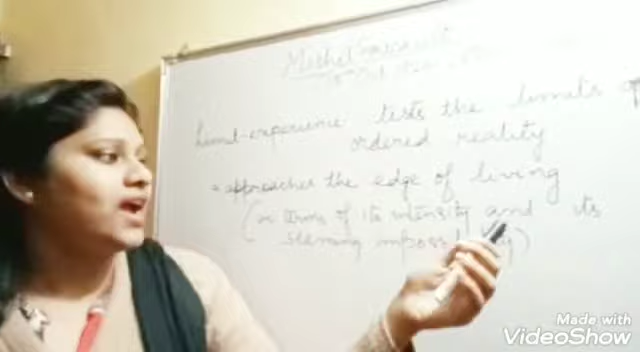 Michel Foucault
Limit-experience tests the limits of
ordered reality
approaches the edge of living
(in terms of its intensity and its
seeming
Made with
VideoShow